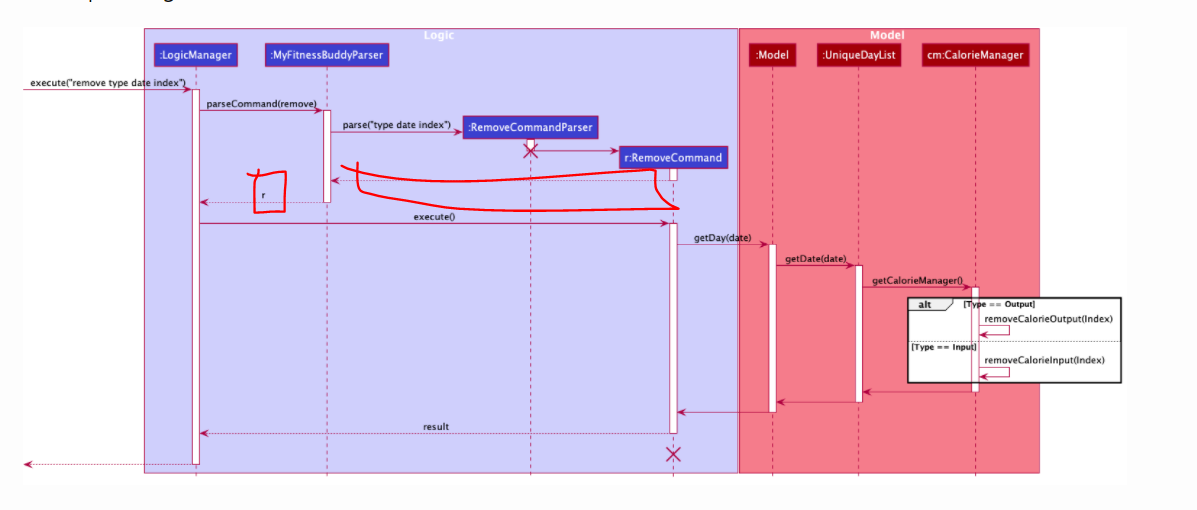 Logic
Model
:LogicManager
:MyFitnessBuddyParser
:Model
:UniqueDayList
cm:CalorieManager
execute("remove type date index")
parseCommand(remove)
parse("type date index")
:RemoveCommandParser
r:RemoveCommand
r
execute()
getDay(date)
getDate(date)
getCalorieManager()
alt
[Type == Output]
removeCalorieOutput(Index)
[Type == Input]
removeCalorieInput(Index)
result